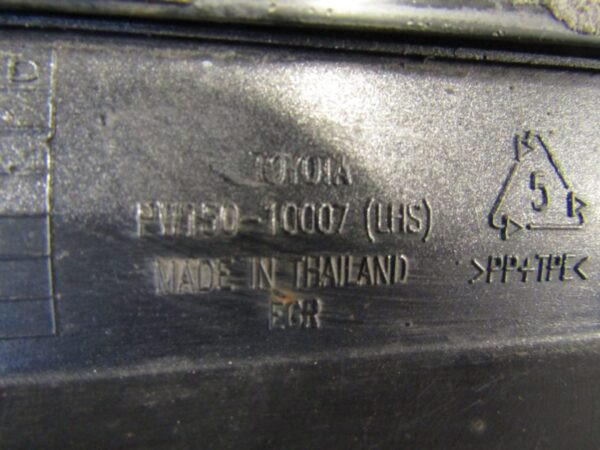 D
TOYOTA
PW150-10007 (LHS)
MADE IN THAILAND
EGR
5
>PP+TPE<